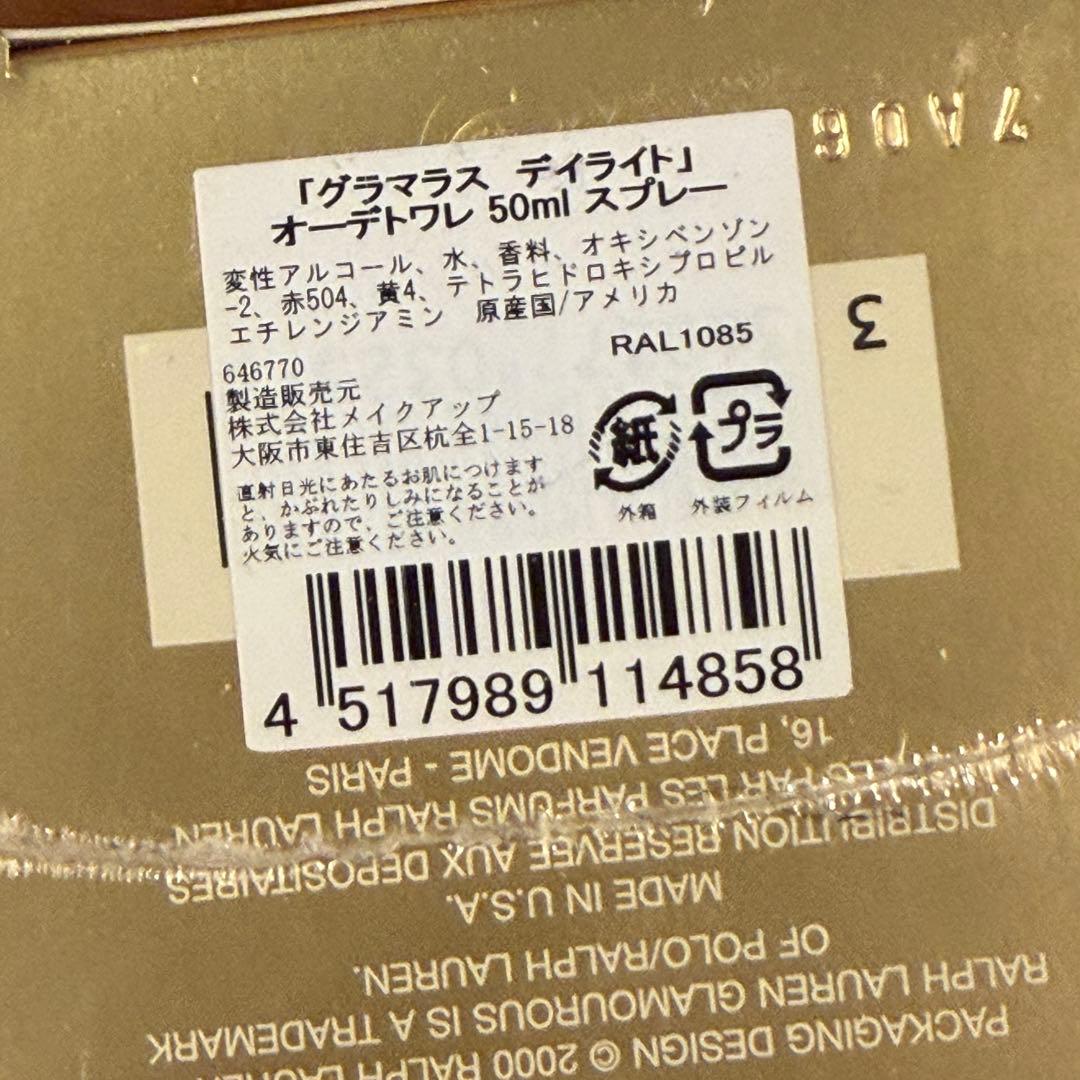 「グラマラス　デイライト」
オーデトワレ 50ml スプレー
変性アルコール、水、香料、オキシベンゾン
-2、赤504、黄4、テトラヒドロキシプロピル
エチレンジアミン　原産国/アメリカ
RAL1085
646770
製造販売元
株式会社メイクアップ
大阪市東住吉区杭全1-15-18
直射日光にあたるお肌につけます
と、かぶれたりしみになることが
ありますので、ご注意ください。
火気にご注意ください。
紙
外箱
プラ
外装フィルム
4 517989 114858
PACKAGING DESIGN © 2000 RALPH LAUREN
RALPH LAUREN GLAMOUROUS IS A TRADEMARK
OF POLO/RALPH LAUREN.
MADE IN U.S.A.
DISTRIBUTION RESERVEE AUX DEPOSITAIRES
PAR LES PARFUMS RALPH LAUREN
16, PLACE VENDOME - PARIS
3
7A06